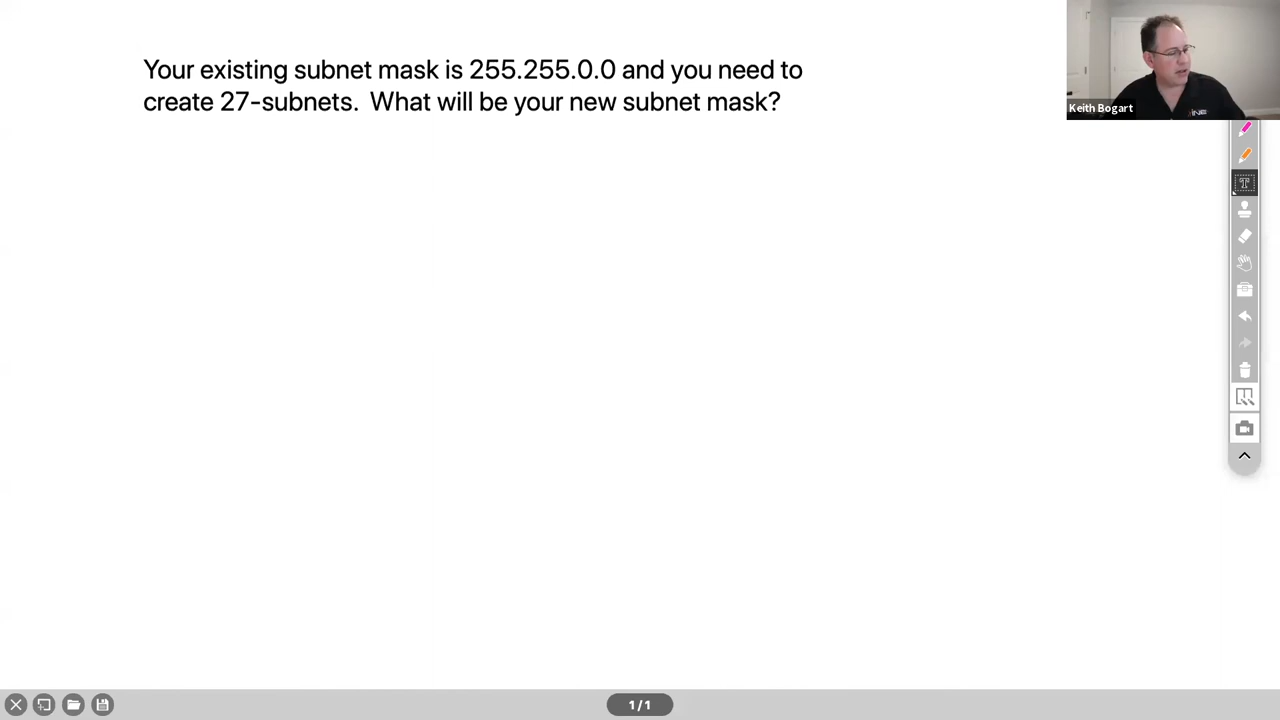 Your existing subnet mask is 255.255.0.0 and you need to
create 27-subnets.  What will be your new subnet mask?
Keith Bogart
INE
T
1/1